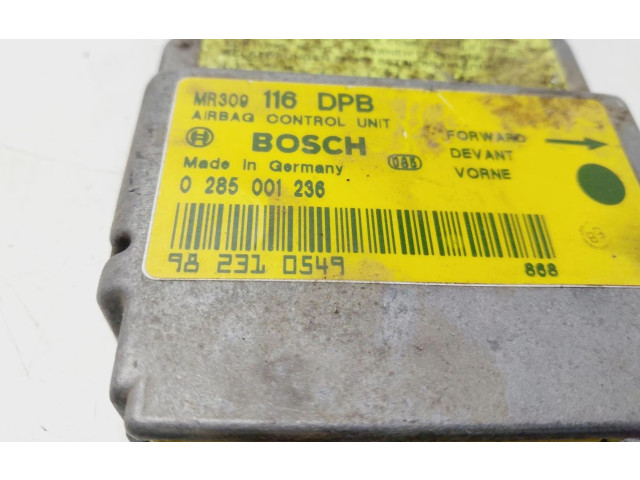 MR309 116 DPB
AIRBAG CONTROL UNIT
BOSCH
Made in Germany 085
0 285 001 236
FORWARD
DEVANT
VORNE
98 231 0549
868